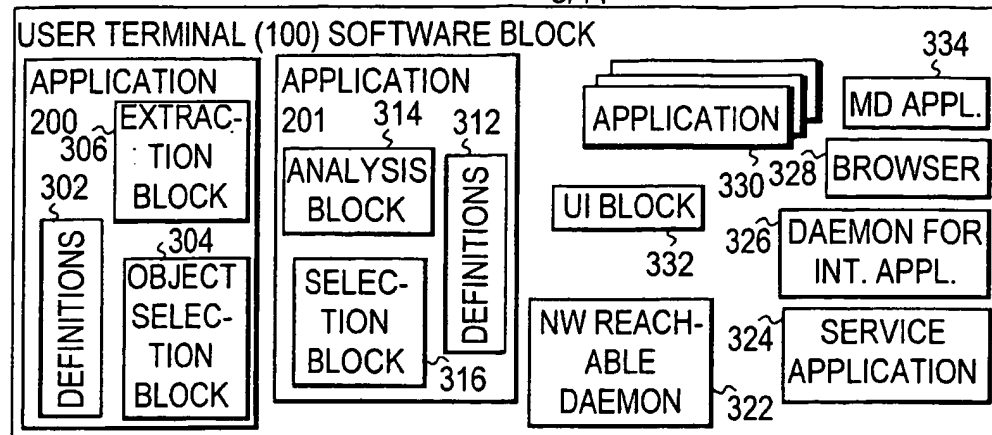 USER TERMINAL (100) SOFTWARE BLOCK
APPLICATION
200
306
EXTRAC-
TION
BLOCK
302
DEFINITIONS
304
OBJECT
SELEC-
TION
BLOCK
APPLICATION
201
314
312
ANALYSIS
BLOCK
DEFINITIONS
SELEC-
TION
BLOCK
316
APPLICATION
330
334
MD APPL.
328
BROWSER
UI BLOCK
332
326
DAEMON FOR
INT. APPL.
NW REACH-
ABLE
DAEMON
322
324
SERVICE
APPLICATION